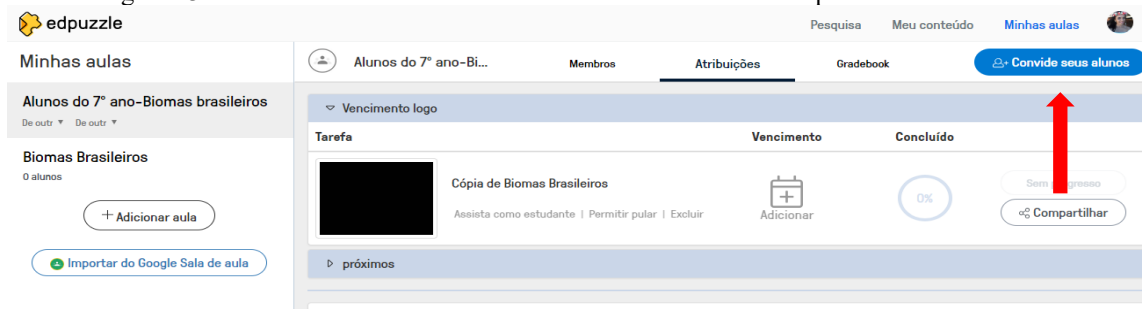 edpuzzle
Pesquisa Meu conteúdo Minhas aulas
Minhas aulas
Alunos do 7° ano-Bi... Membros Atribuições Gradebook Convide seus alunos
Alunos do 7° ano-Biomas brasileiros
De outr De outr
Biomas Brasileiros
0 alunos
+ Adicionar aula
Importar do Google Sala de aula
Vencimento logo
Tarefa Vencimento Concluído
Cópia de Biomas Brasileiros
Assista como estudante | Permitir pular | Excluir
Adicionar
0%
Sem
Compartilhar
próximos